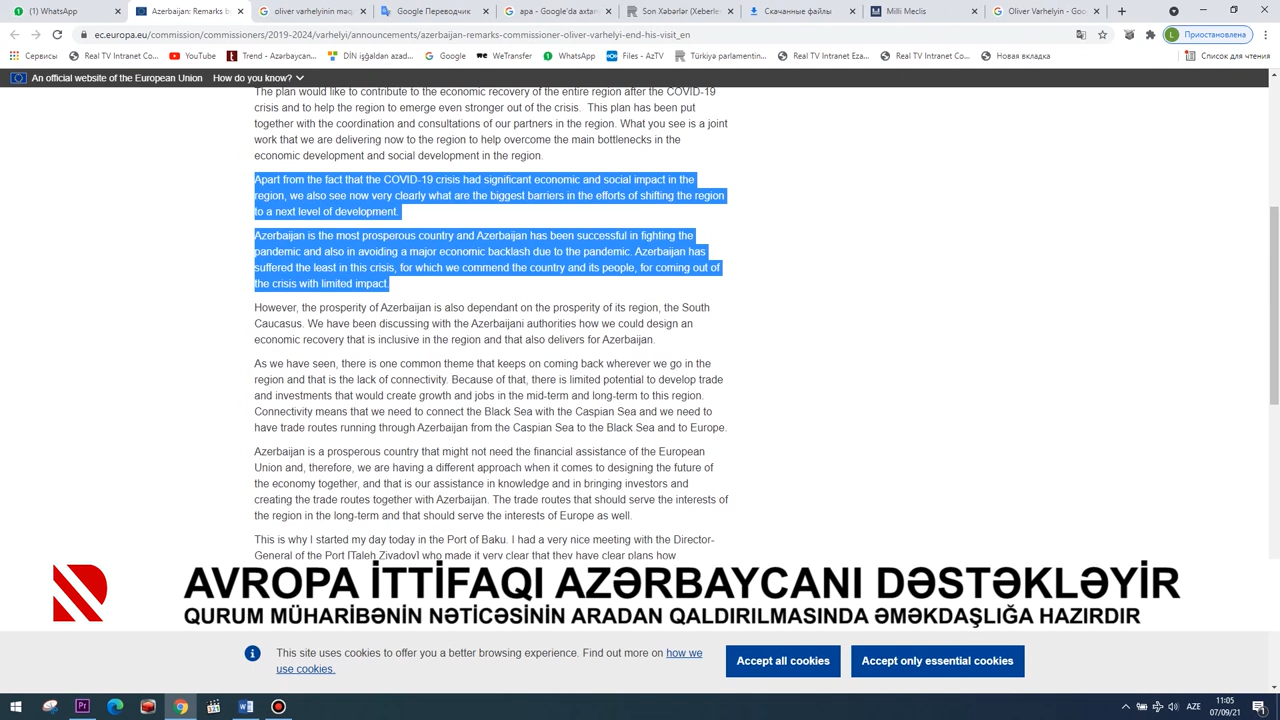 (1) WhatsApp
Azerbaijan: Remarks b
oliver varhelyinin məq
Google Переводчик
apa - Google'da axtarı
Son Xəbərlər (Xeberler
Скачанные файлы
Milli Meclis
Oliver Varhelyin - Goo
ec.europa.eu/commission/commissioners/2019-2024/varhelyi/announcements/azerbaijan-remarks-commissioner-oliver-varhelyi-end-his-visit_en
Приостановлена
Сервисы
Real TV Intranet Co...
YouTube
Trend - Azərbaycan...
DİN işğaldan azad...
Google
WeTransfer
WhatsApp
Files - AzTV
Türkiya parlamentin...
Real TV Intranet Eza...
Real TV Intranet Co...
Новая вкладка
Список для чтения
An official website of the European Union How do you know?
The plan would like to contribute to the economic recovery of the entire region after the COVID-19
crisis and to help the region to emerge even stronger out of the crisis. This plan has been put
together with the coordination and consultations of our partners in the region. What you see is a joint
work that we are delivering now to the region to help overcome the main bottlenecks in the
economic development and social development in the region.
Apart from the fact that the COVID-19 crisis had significant economic and social impact in the
region, we also see now very clearly what are the biggest barriers in the efforts of shifting the region
to a next level of development.
Azerbaijan is the most prosperous country and Azerbaijan has been successful in fighting the
pandemic and also in avoiding a major economic backlash due to the pandemic. Azerbaijan has
suffered the least in this crisis, for which we commend the country and its people, for coming out of
the crisis with limited impact.
However, the prosperity of Azerbaijan is also dependant on the prosperity of its region, the South
Caucasus. We have been discussing with the Azerbaijani authorities how we could design an
economic recovery that is inclusive in the region and that also delivers for Azerbaijan.
As we have seen, there is one common theme that keeps on coming back wherever we go in the
region and that is the lack of connectivity. Because of that, there is limited potential to develop trade
and investments that would create growth and jobs in the mid-term and long-term to this region.
Connectivity means that we need to connect the Black Sea with the Caspian Sea and we need to
have trade routes running through Azerbaijan from the Caspian Sea to the Black Sea and to Europe.
Azerbaijan is a prosperous country that might not need the financial assistance of the European
Union and, therefore, we are having a different approach when it comes to designing the future of
the economy together, and that is our assistance in knowledge and in bringing investors and
creating the trade routes together with Azerbaijan. The trade routes that should serve the interests of
the region in the long-term and that should serve the interests of Europe as well.
This is why I started my day today in the Port of Baku. I had a very nice meeting with the Director-
General of the Port [Taleh Ziyadov] who made it very clear that they have clear plans how
AVROPA İTTİFAQI AZƏRBAYCANI DƏSTƏKLƏYİR
QURUM MÜHARİBƏNİN NƏTİCƏSİNİN ARADAN QALDIRILMASINDA ƏMƏKDAŞLIĞA HAZIRDIR
This site uses cookies to offer you a better browsing experience. Find out more on how we
use cookies.
Accept all cookies
Accept only essential cookies
AZE
11:05
07/09/21